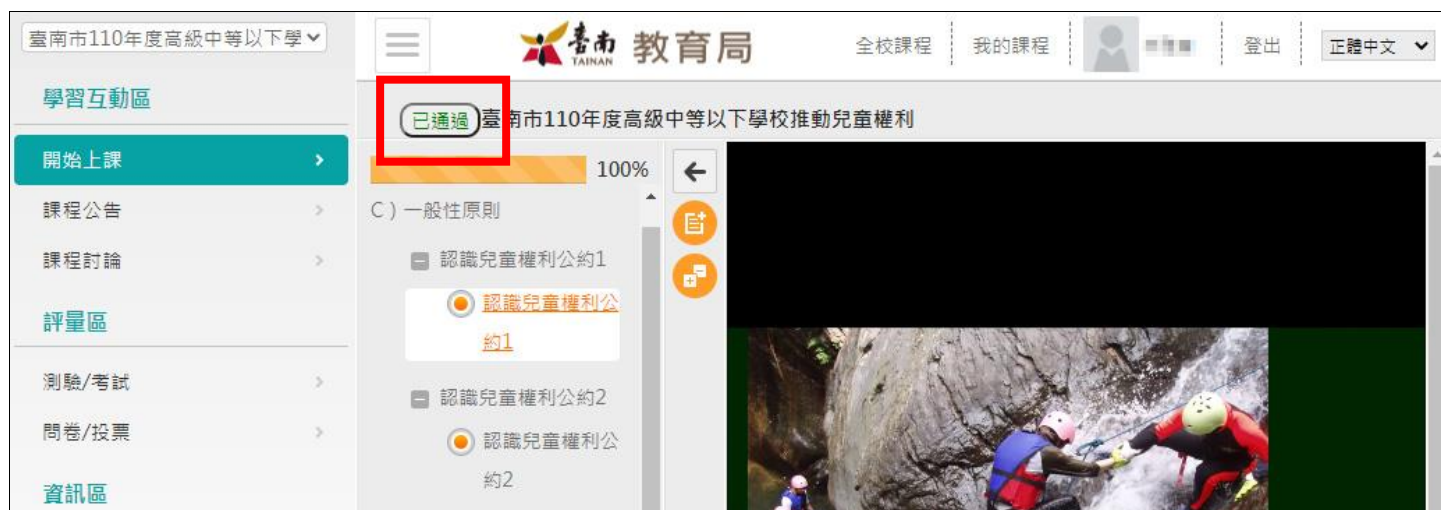 臺南市110年度高級中等以下學
臺南 TAINAN 教育局
全校課程
我的課程
登出
正體中文
學習互動區
開始上課
課程公告
課程討論
評量區
測驗/考試
問卷/投票
資訊區
已通過
臺南市110年度高級中等以下學校推動兒童權利
100%
C）一般性原則
認識兒童權利公約1
認識兒童權利公
約1
認識兒童權利公約2
認識兒童權利公
約2